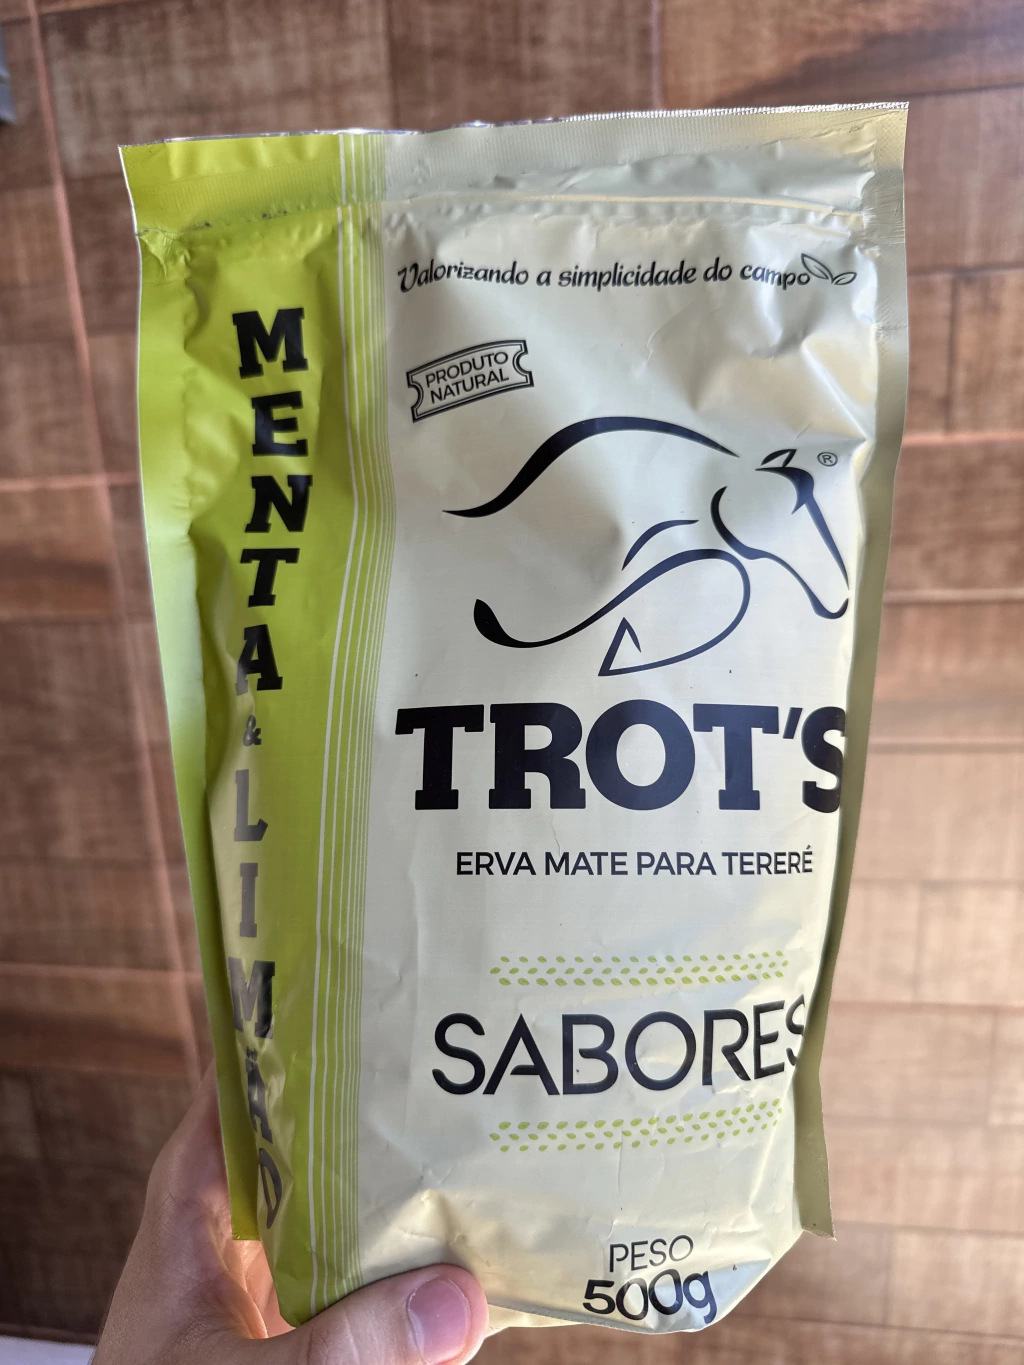 Valorizando a simplicidade do campo
PRODUTO
NATURAL
®
TROT'S
ERVA MATE PARA TERERÉ
SABORES
PESO
500g
MENTA & LIMÃO